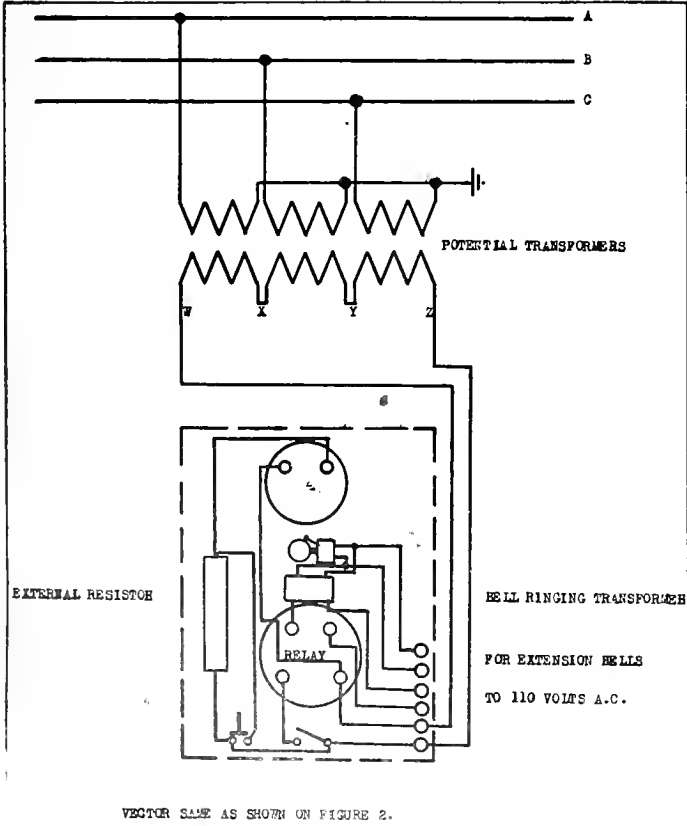 A
B
C
POTENTIAL TRANSFORMERS
W X Y Z
EXTERNAL RESISTOR
BELL RINGING TRANSFORMER
RELAY
FOR EXTENSION BELLS
TO 110 VOLTS A.C.
VECTOR SAME AS SHOWN ON FIGURE 2.